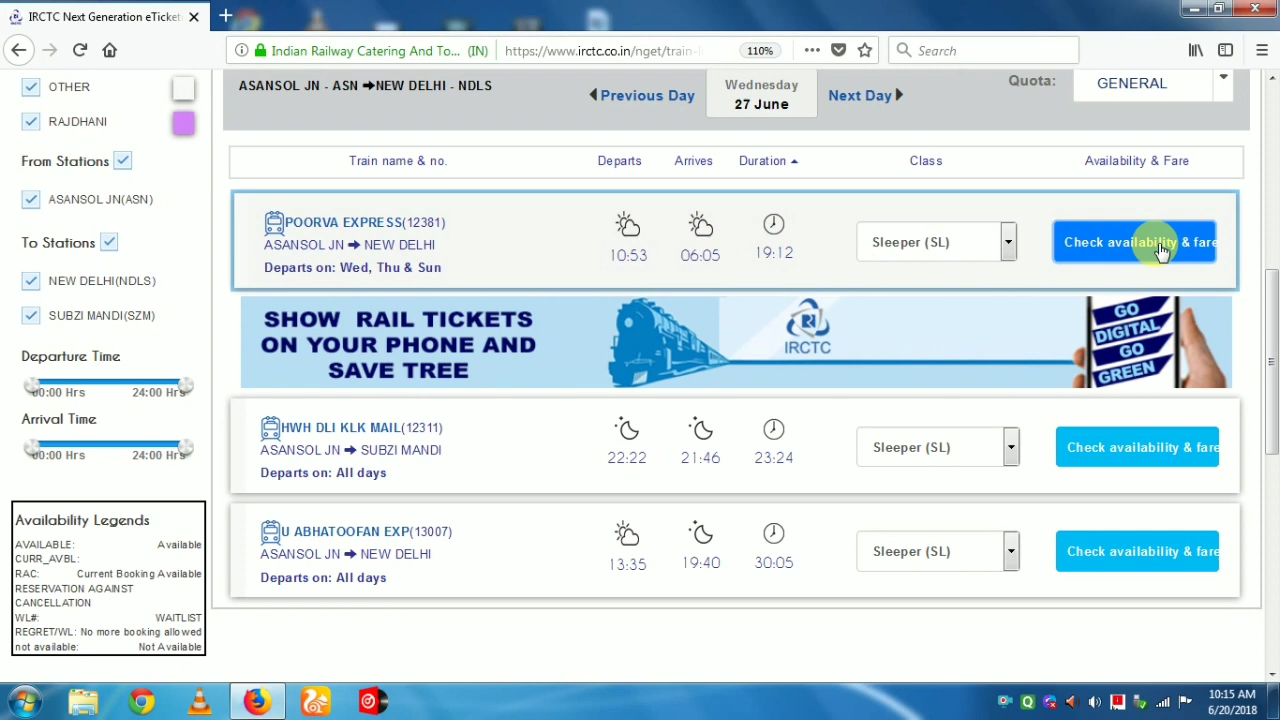 IRCTC Next Generation eTicket
Indian Railway Catering And To... (IN)
https://www.irctc.co.in/nget/train-l
110%
Search
OTHER
RAJDHANI
From Stations
ASANSOL JN(ASN)
To Stations
NEW DELHI(NDLS)
SUBZI MANDI(SZM)
Departure Time
00:00 Hrs 24:00 Hrs
Arrival Time
00:00 Hrs 24:00 Hrs
Availability Legends
AVAILABLE: Available
CURR_AVBL:
RAC: Current Booking Available
RESERVATION AGAINST
CANCELLATION
WL#: WAITLIST
REGRET/WL: No more booking allowed
not available: Not Available
ASANSOL JN - ASN ➔NEW DELHI - NDLS
Previous Day
Wednesday
27 June
Next Day
Quota:
GENERAL
Train name & no. Departs Arrives Duration Class Availability & Fare
POORVA EXPRESS(12381)
ASANSOL JN ➔ NEW DELHI
Departs on: Wed, Thu & Sun
10:53 06:05 19:12
Sleeper (SL)
Check availability & fare
SHOW RAIL TICKETS
ON YOUR PHONE AND
SAVE TREE
IRCTC
GO
DIGITAL
GO
GREEN
HWH DLI KLK MAIL(12311)
ASANSOL JN ➔ SUBZI MANDI
Departs on: All days
22:22 21:46 23:24
Sleeper (SL)
Check availability & fare
U ABHATOOFAN EXP(13007)
ASANSOL JN ➔ NEW DELHI
Departs on: All days
13:35 19:40 30:05
Sleeper (SL)
Check availability & fare
10:15 AM
6/20/2018